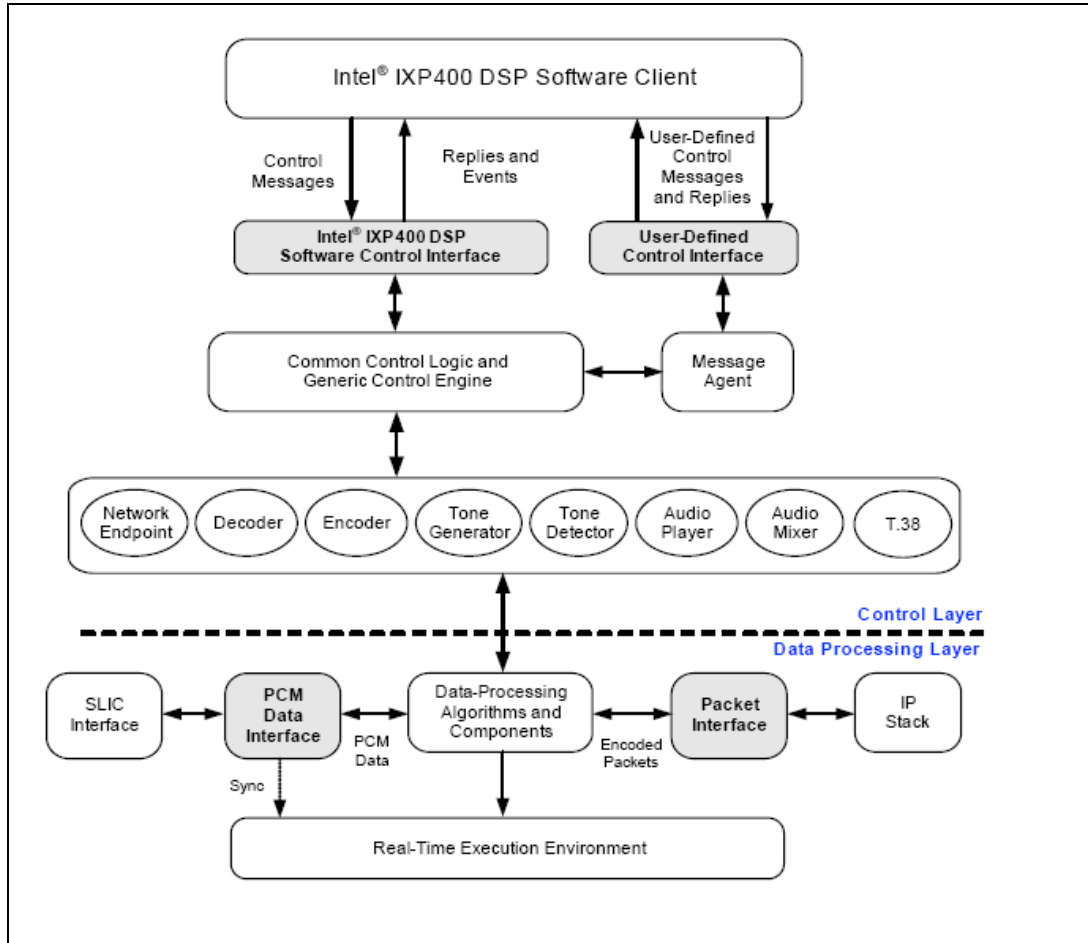 Intel® IXP400 DSP Software Client
Control
Messages
Replies and
Events
User-Defined
Control
Messages
and Replies
Intel® IXP400 DSP
Software Control Interface
User-Defined
Control Interface
Common Control Logic and
Generic Control Engine
Message
Agent
Network
Endpoint
Decoder
Encoder
Tone
Generator
Tone
Detector
Audio
Player
Audio
Mixer
T.38
Control Layer
Data Processing Layer
SLIC
Interface
PCM
Data
Interface
PCM
Data
Data-Processing
Algorithms and
Components
Encoded
Packets
Packet
Interface
IP
Stack
Sync
Real-Time Execution Environment